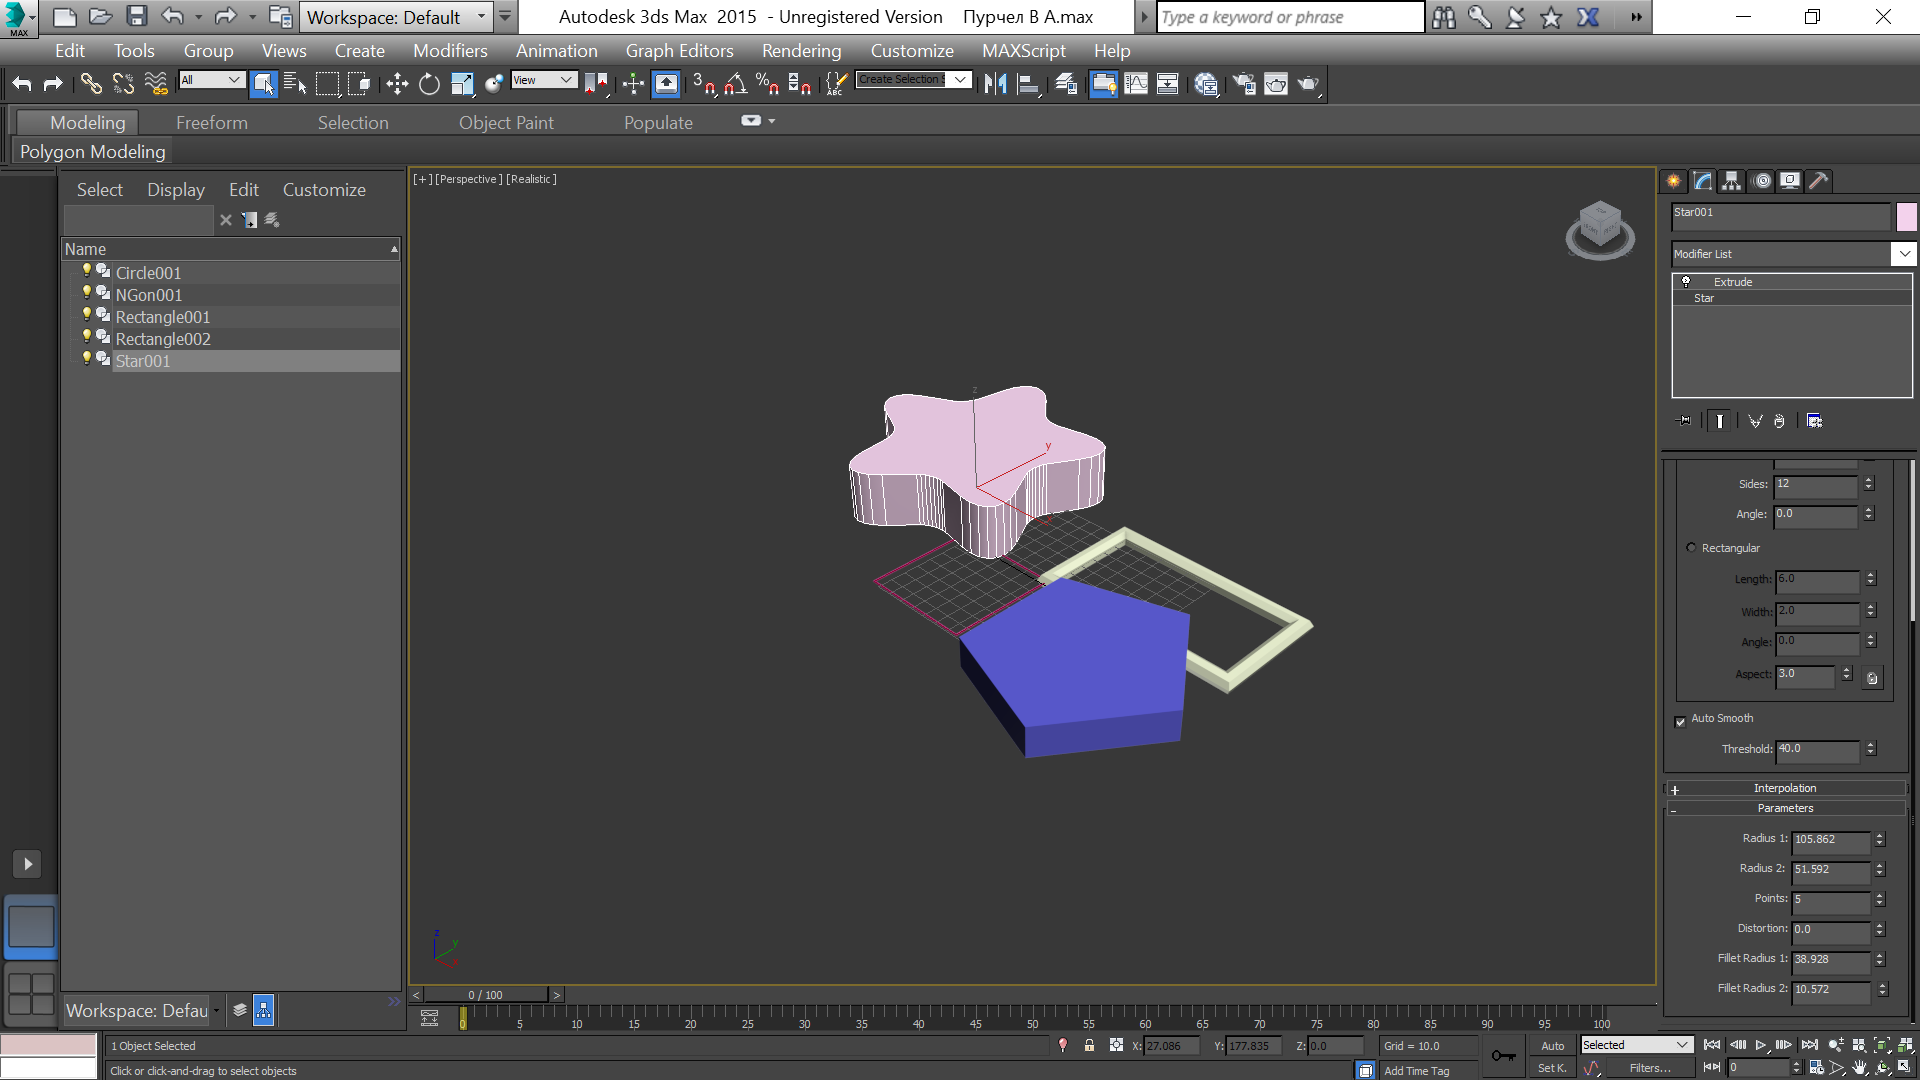 MAX
Workspace: Default
Autodesk 3ds Max 2015 - Unregistered Version Пурчел В А.max
Type a keyword or phrase
Edit Tools Group Views Create Modifiers Animation Graph Editors Rendering Customize MAXScript Help
All
View
3
ABC
Create Selection S
Modeling Freeform Selection Object Paint Populate
Polygon Modeling
Select Display Edit Customize
Name
Circle001
NGon001
Rectangle001
Rectangle002
Star001
[+] [Perspective] [Realistic]
z
y
z
y
x
Star001
Modifier List
Extrude
Star
Sides: 12
Angle: 0.0
Rectangular
Length: 6.0
Width: 2.0
Angle: 0.0
Aspect: 3.0
Auto Smooth
Threshold: 40.0
+ Interpolation
- Parameters
Radius 1: 105.862
Radius 2: 51.592
Points: 5
Distortion: 0.0
Fillet Radius 1: 38.928
Fillet Radius 2: 10.572
Workspace: Defau
< 0 / 100 >
0 5 10 15 20 25 30 35 40 45 50 55 60 65 70 75 80 85 90 95 100
1 Object Selected
X: 27.086 Y: 177.835 Z: 0.0 Grid = 10.0
Auto Selected
Click or click-and-drag to select objects
Add Time Tag
Set K. Filters...
0